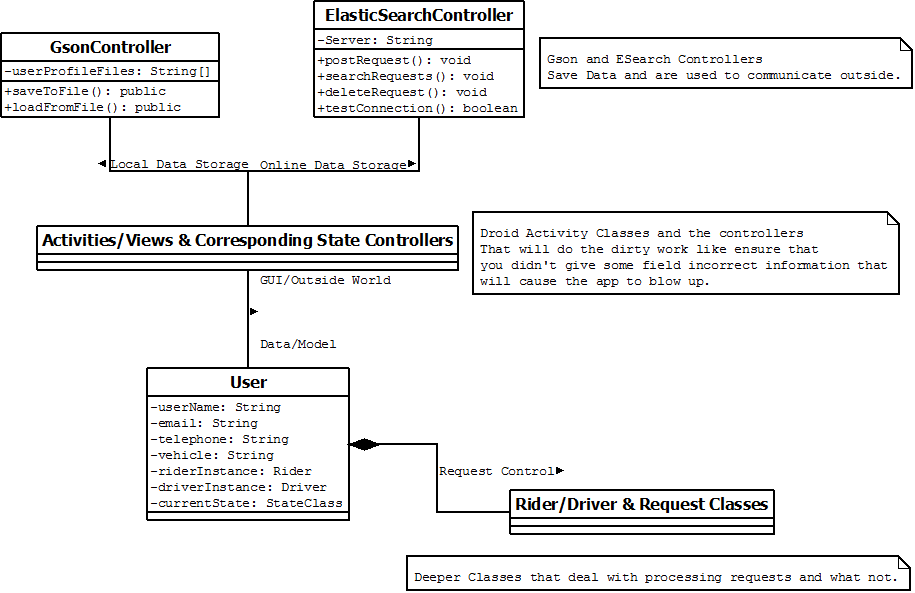 ElasticSearchController
-Server: String
+postRequest(): void
+searchRequests(): void
+deleteRequest(): void
+testConnection(): boolean
GsonController
-userProfileFiles: String[]
+saveToFile(): public
+loadFromFile(): public
Gson and ESearch Controllers
Save Data and are used to communicate outside.
Local Data Storage
Online Data Storage
Activities/Views & Corresponding State Controllers
Droid Activity Classes and the controllers
That will do the dirty work like ensure that
you didn't give some field incorrect information that
will cause the app to blow up.
GUI/Outside World
Data/Model
User
-userName: String
-email: String
-telephone: String
-vehicle: String
-riderInstance: Rider
-driverInstance: Driver
-currentState: StateClass
Request Control
Rider/Driver & Request Classes
Deeper Classes that deal with processing requests and what not.